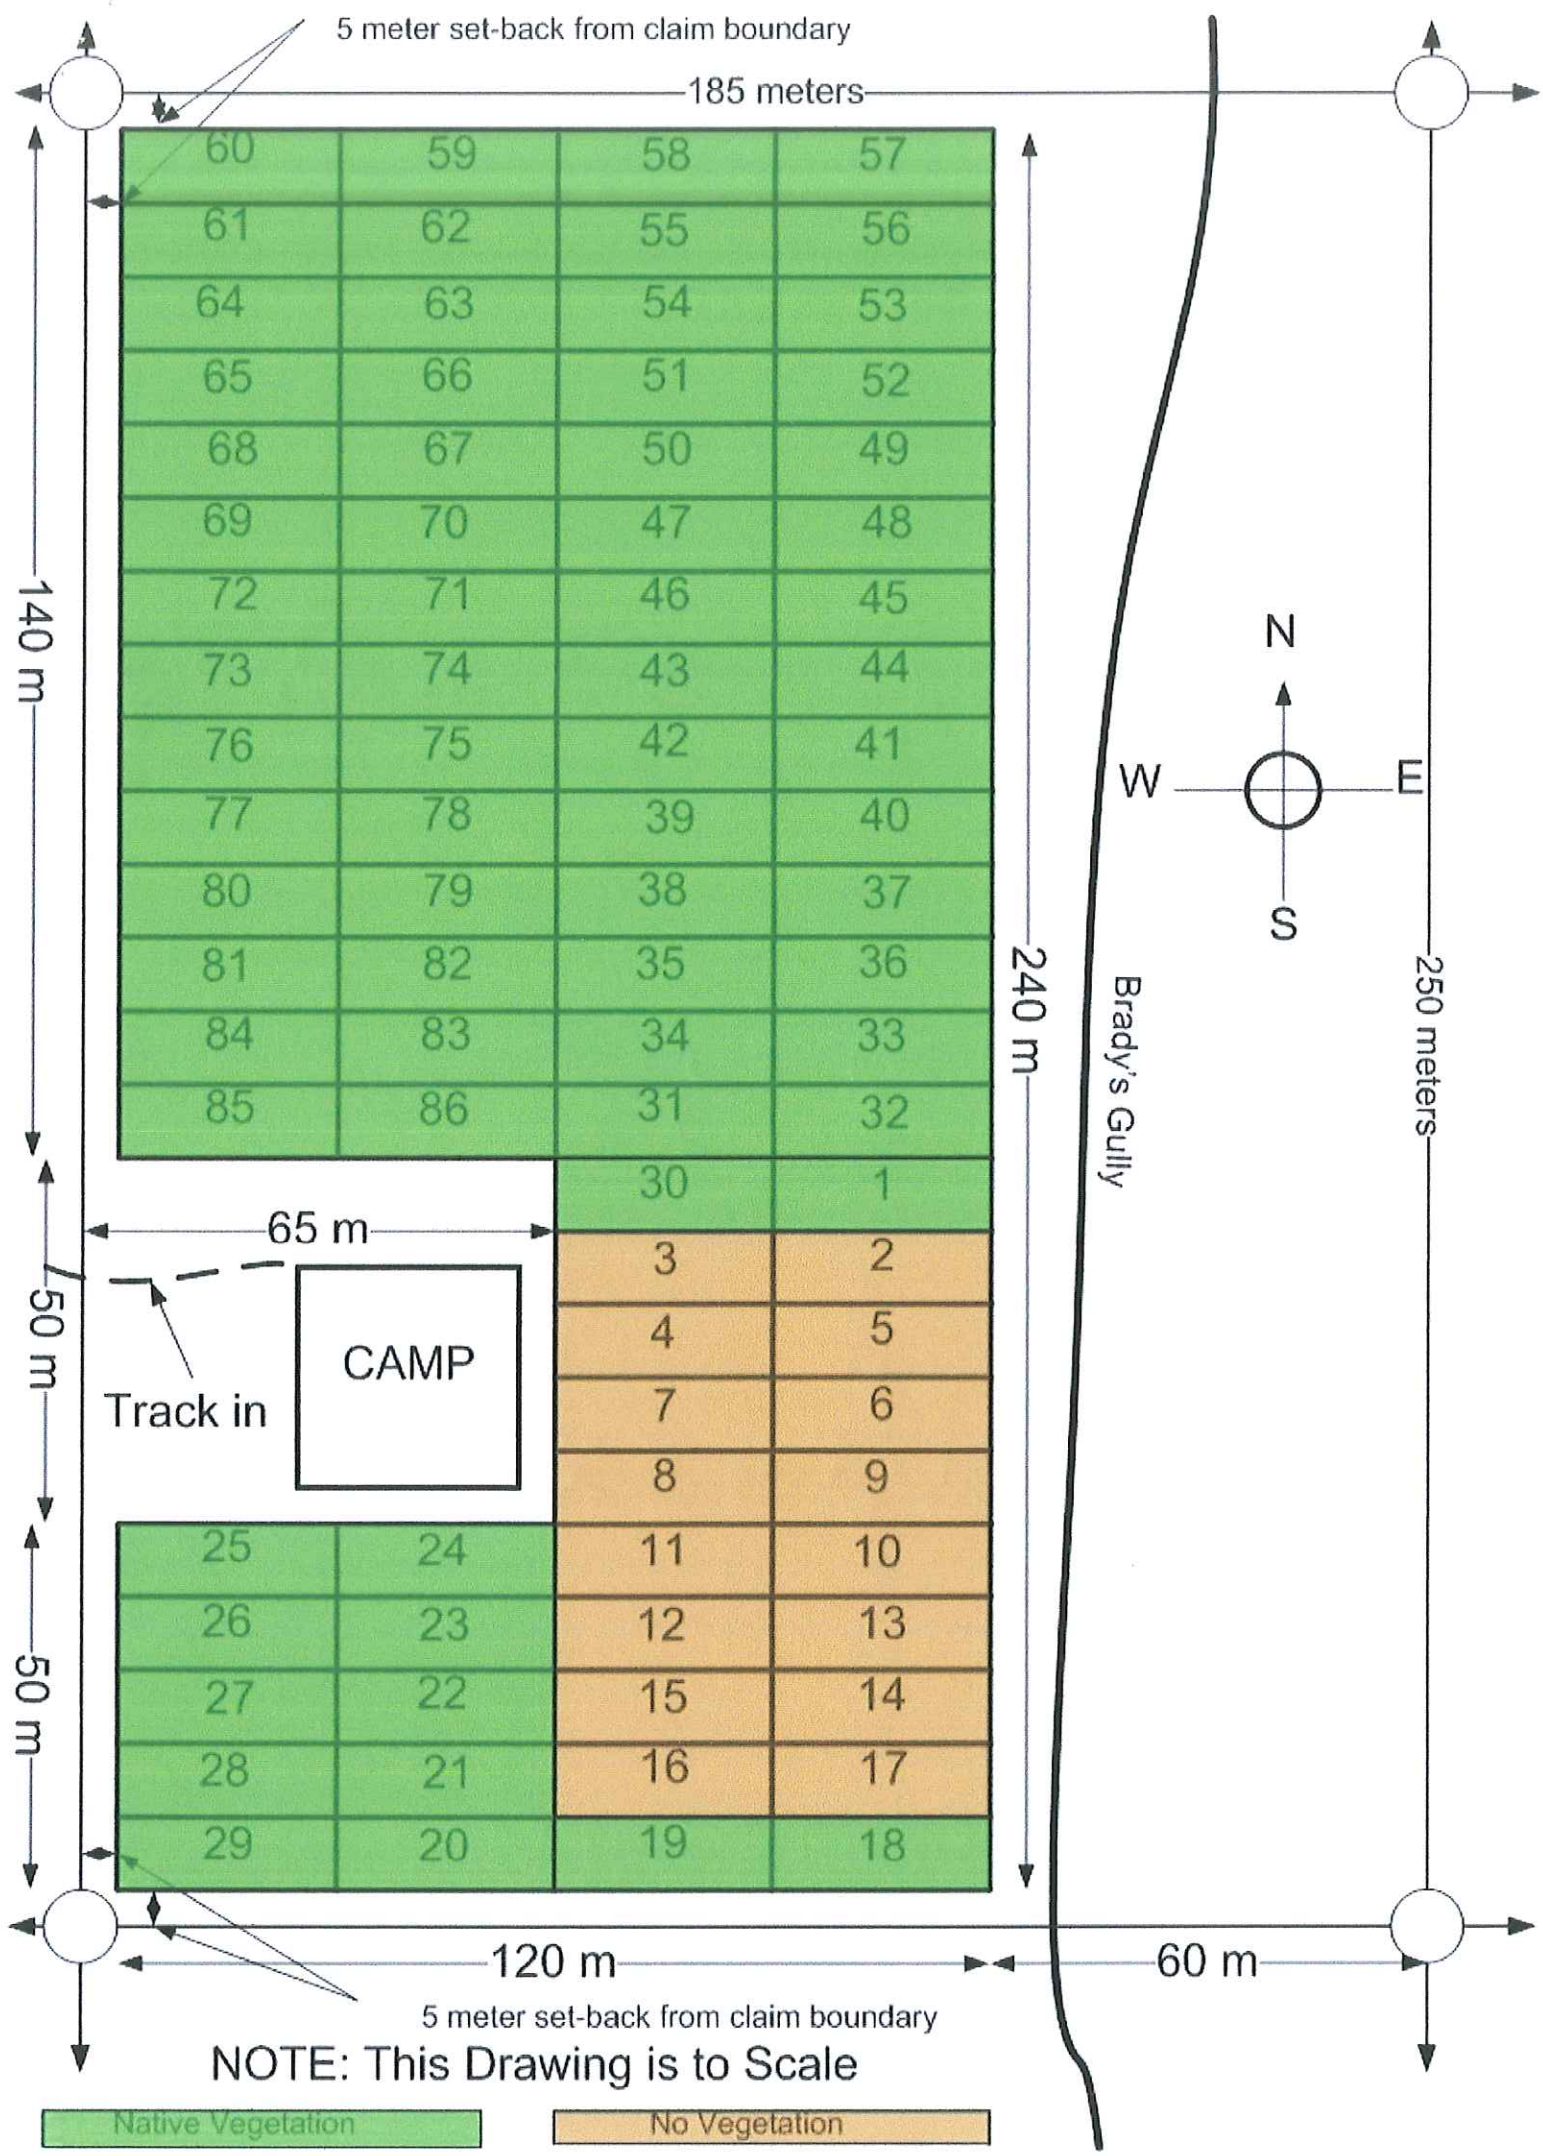 5 meter set-back from claim boundary
185 meters
60 59 58 57
61 62 55 56
64 63 54 53
65 66 51 52
68 67 50 49
69 70 47 48
72 71 46 45
140 m
N
73 74 43 44
76 75 42 41
W E
77 78 39 40
80 79 38 37
S
81 82 35 36
240 m
250 meters
84 83 34 33
Brady's Gully
85 86 31 32
30 1
65 m
3 2
50 m
4 5
CAMP
Track in
7 6
8 9
25 24 11 10
26 23 12 13
27 22 15 14
50 m
28 21 16 17
29 20 19 18
120 m
60 m
5 meter set-back from claim boundary
NOTE: This Drawing is to Scale
Native Vegetation
No Vegetation